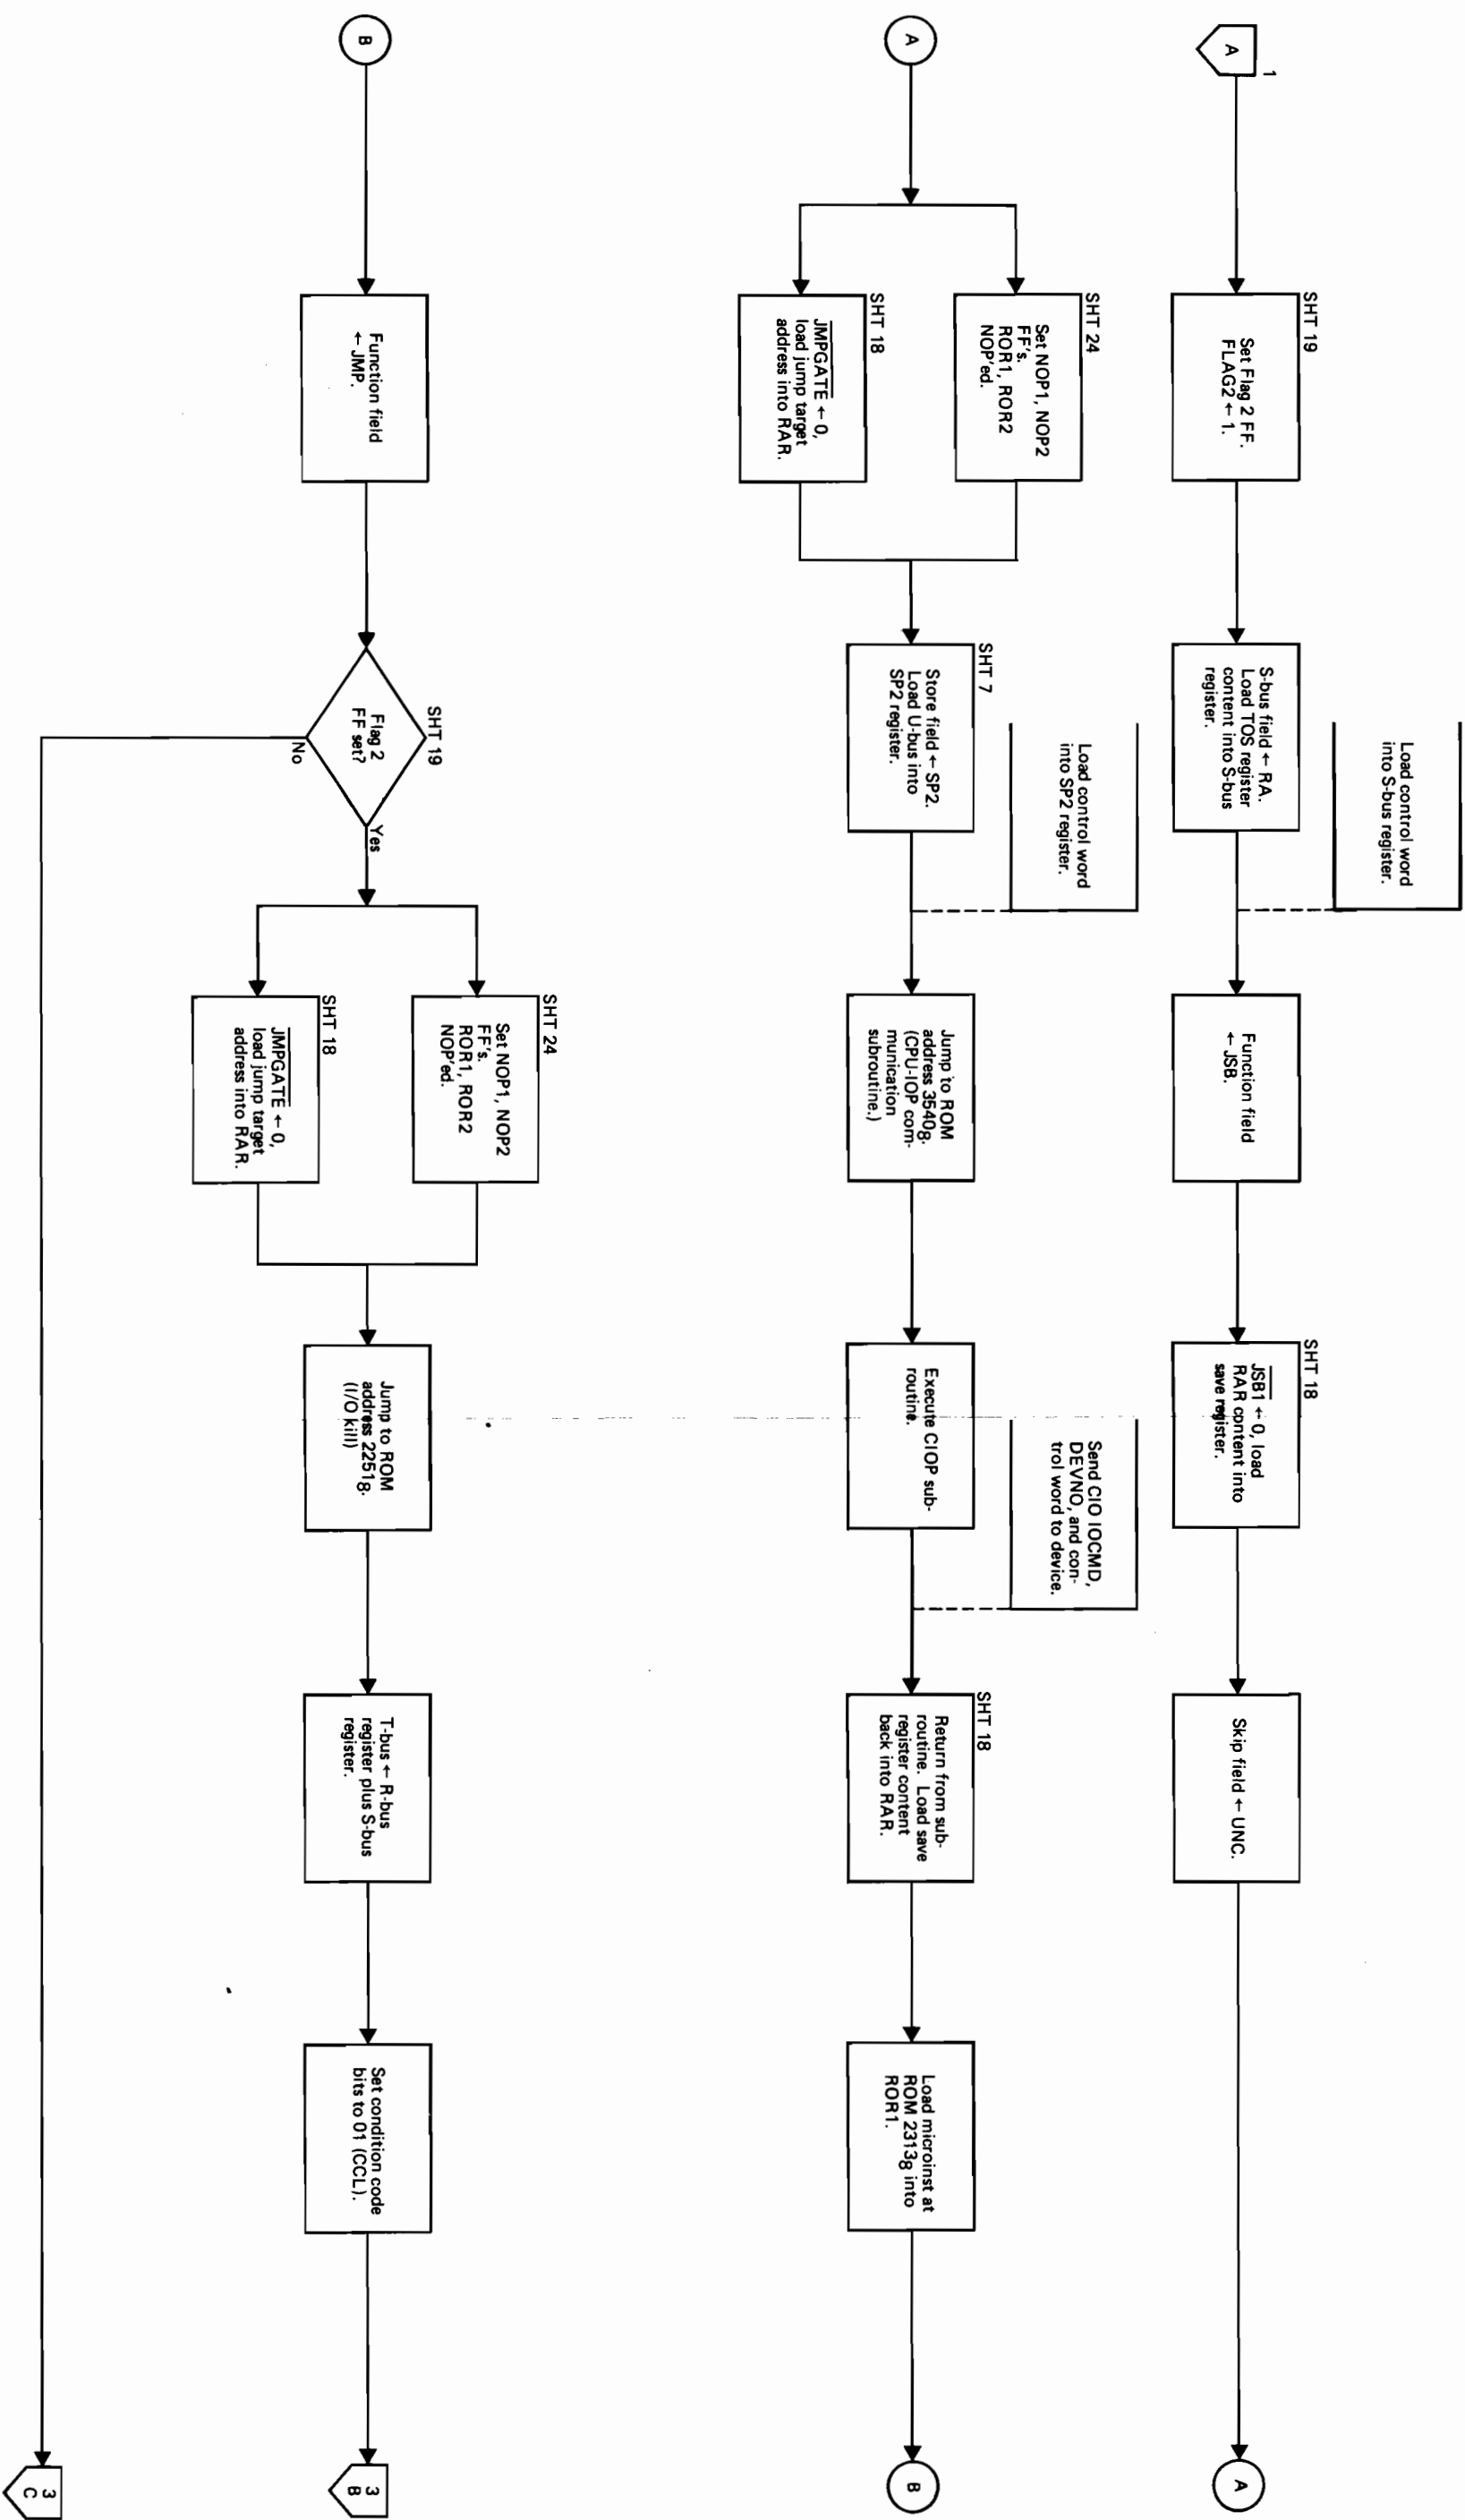 A
1
SHT 19
Set Flag 2 FF.
FLAG2 ← 1.
S-bus field ← RA.
Load TOS register
content into S-bus
register.
Load control word
into S-bus register.
Function field
← JSB.
SHT 18
JSB1 ← 0, load
RAR content into
save register.
Skip field ← UNC.
A
A
SHT 24
Set NOP1, NOP2
FF's.
ROR1, ROR2
NOP'ed.
SHT 18
JMPGATE ← 0,
load jump target
address into RAR.
SHT 7
Store field ← SP2.
Load U-bus into
SP2 register.
Load control word
into SP2 register.
Jump to ROM
address 3540₈.
(CPU-IOP com-
munication
subroutine.)
Execute CIOP sub-
routine.
Send CIO IOCMD,
DEVNO, and con-
trol word to device.
SHT 18
Return from sub-
routine. Load save
register content
back into RAR.
Load microinst at
ROM 2313₈ into
ROR1.
B
B
Function field
← JMP.
SHT 19
Flag 2
FF set?
Yes
No
SHT 24
Set NOP1, NOP2
FF's.
ROR1, ROR2
NOP'ed.
SHT 18
JMPGATE ← 0,
load jump target
address into RAR.
Jump to ROM
address 2251₈.
(I/O kill)
T-bus ← R-bus
register plus S-bus
register.
Set condition code
bits to 01 (CCL).
3
B
3
C